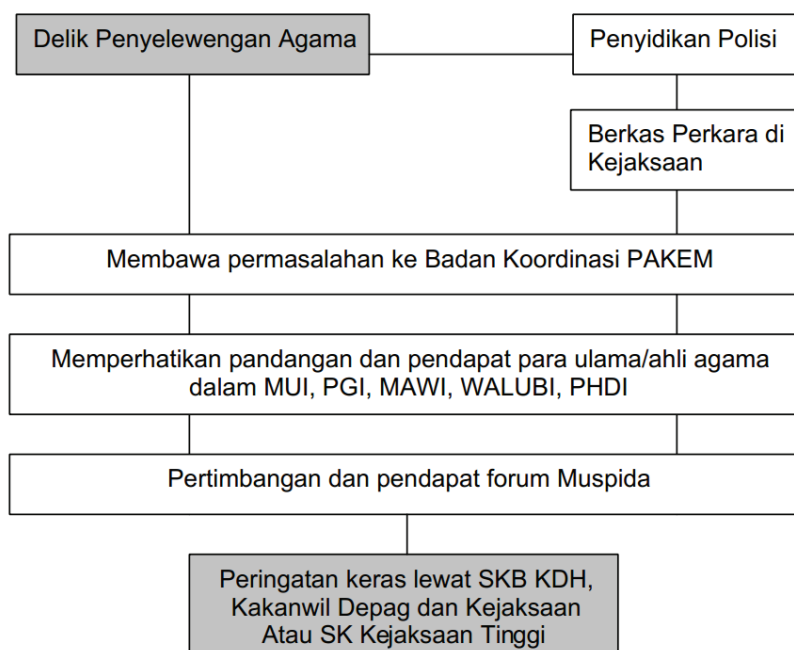 Delik Penyelewengan Agama
Penyidikan Polisi
Berkas Perkara di
Kejaksaan
Membawa permasalahan ke Badan Koordinasi PAKEM
Memperhatikan pandangan dan pendapat para ulama/ahli agama
dalam MUI, PGI, MAWI, WALUBI, PHDI
Pertimbangan dan pendapat forum Muspida
Peringatan keras lewat SKB KDH,
Kakanwil Depag dan Kejaksaan
Atau SK Kejaksaan Tinggi